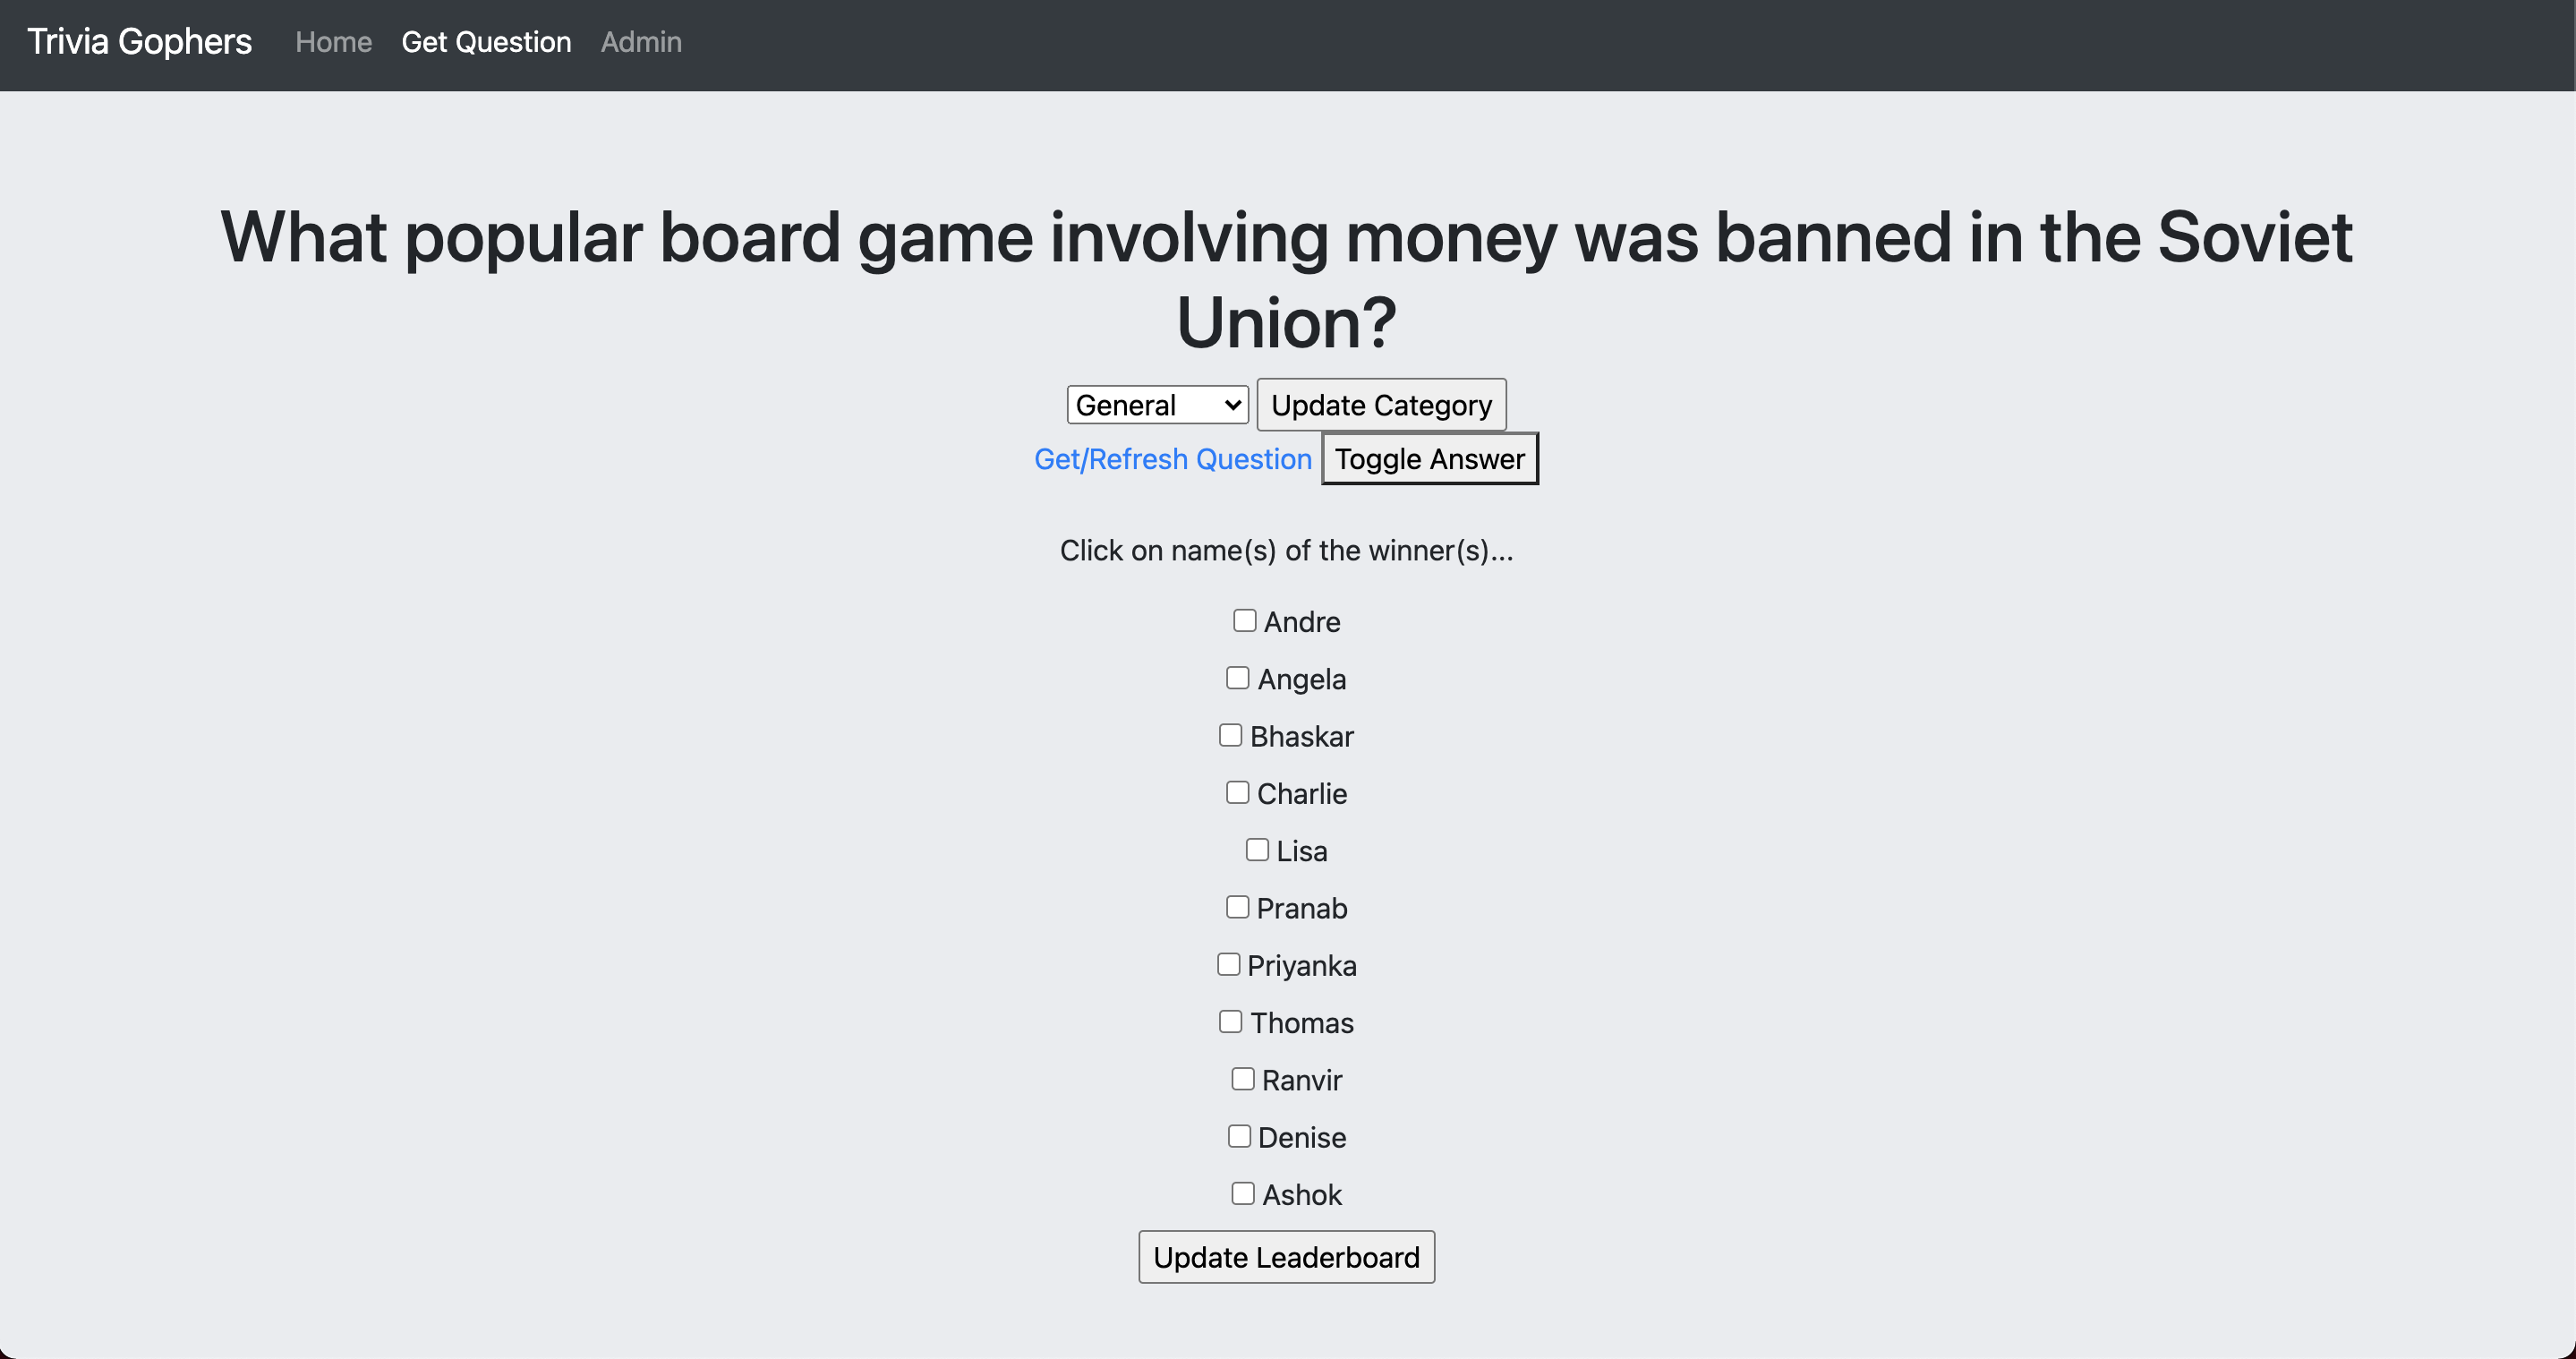 Trivia Gophers Home Get Question Admin
What popular board game involving money was banned in the Soviet
Union?
General Update Category
Get/Refresh Question Toggle Answer
Click on name(s) of the winner(s)...
Andre
Angela
Bhaskar
Charlie
Lisa
Pranab
Priyanka
Thomas
Ranvir
Denise
Ashok
Update Leaderboard